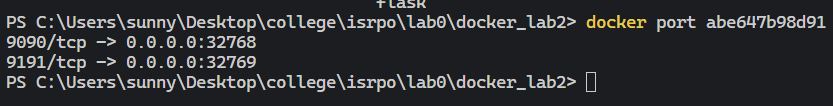 flask
PS C:\Users\sunny\Desktop\college\isrpo\lab0\docker_lab2> docker port abe647b98d91
9090/tcp -> 0.0.0.0:32768
9191/tcp -> 0.0.0.0:32769
PS C:\Users\sunny\Desktop\college\isrpo\lab0\docker_lab2>